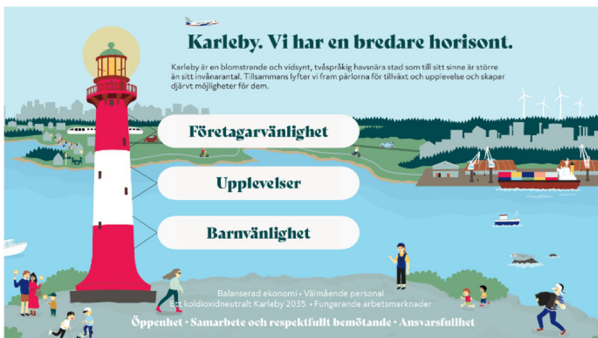 Karleby. Vi har en bredare horisont.
Karleby är en blomstrande och vidsynt, tvåspråkig havsnära stad som till sitt sinne är större
än sitt invånarantal. Tillsammans lyfter vi fram pärlorna för tillväxt och upplevelse och skapar
djärvt möjligheter för dem.
Företagarvänlighet
Upplevelser
Barnvänlighet
Balanserad ekonomi • Välmående personal
Ett koldioxidneutralt Karleby 2035 • Fungerande arbetsmarknader
Öppenhet • Samarbete och respektfullt bemötande • Ansvarsfullhet